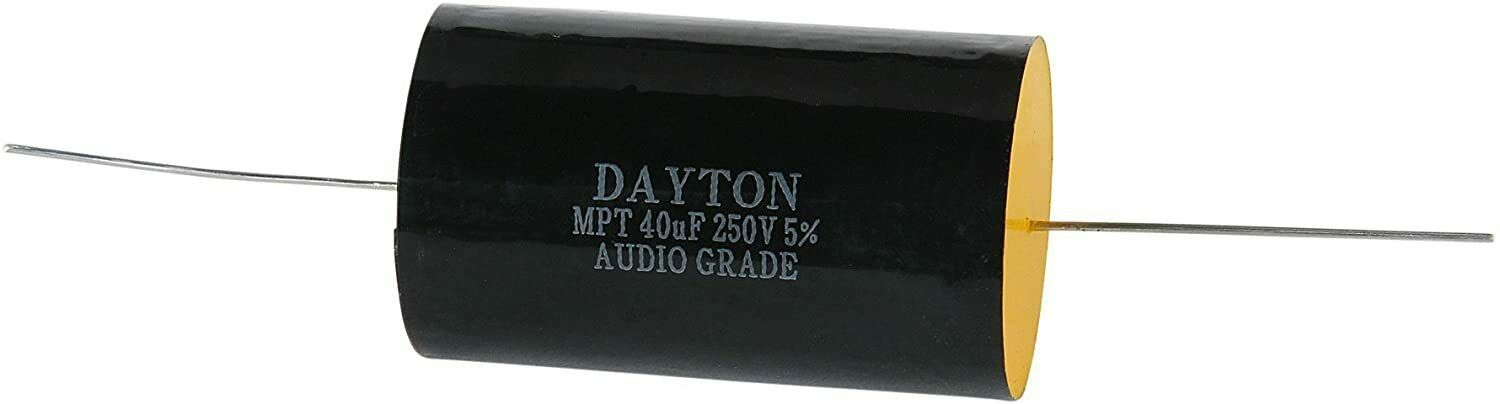 DAYTON
MPT 40uF 250V 5%
AUDIO GRADE